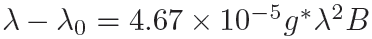 λ − λ₀ = 4.67 × 10⁻⁵g*λ²B